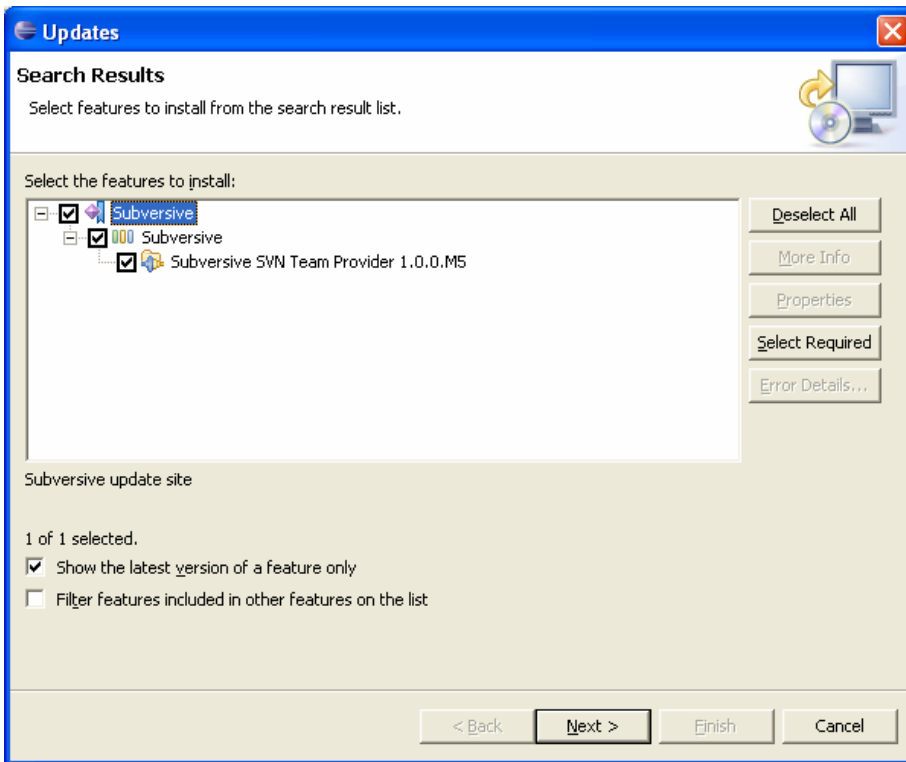 Updates
Search Results
Select features to install from the search result list.
Select the features to install:
Subversive
Subversive
Subversive SVN Team Provider 1.0.0.M5
Deselect All
More Info
Properties
Select Required
Error Details...
Subversive update site
1 of 1 selected.
Show the latest version of a feature only
Filter features included in other features on the list
< Back
Next >
Finish
Cancel